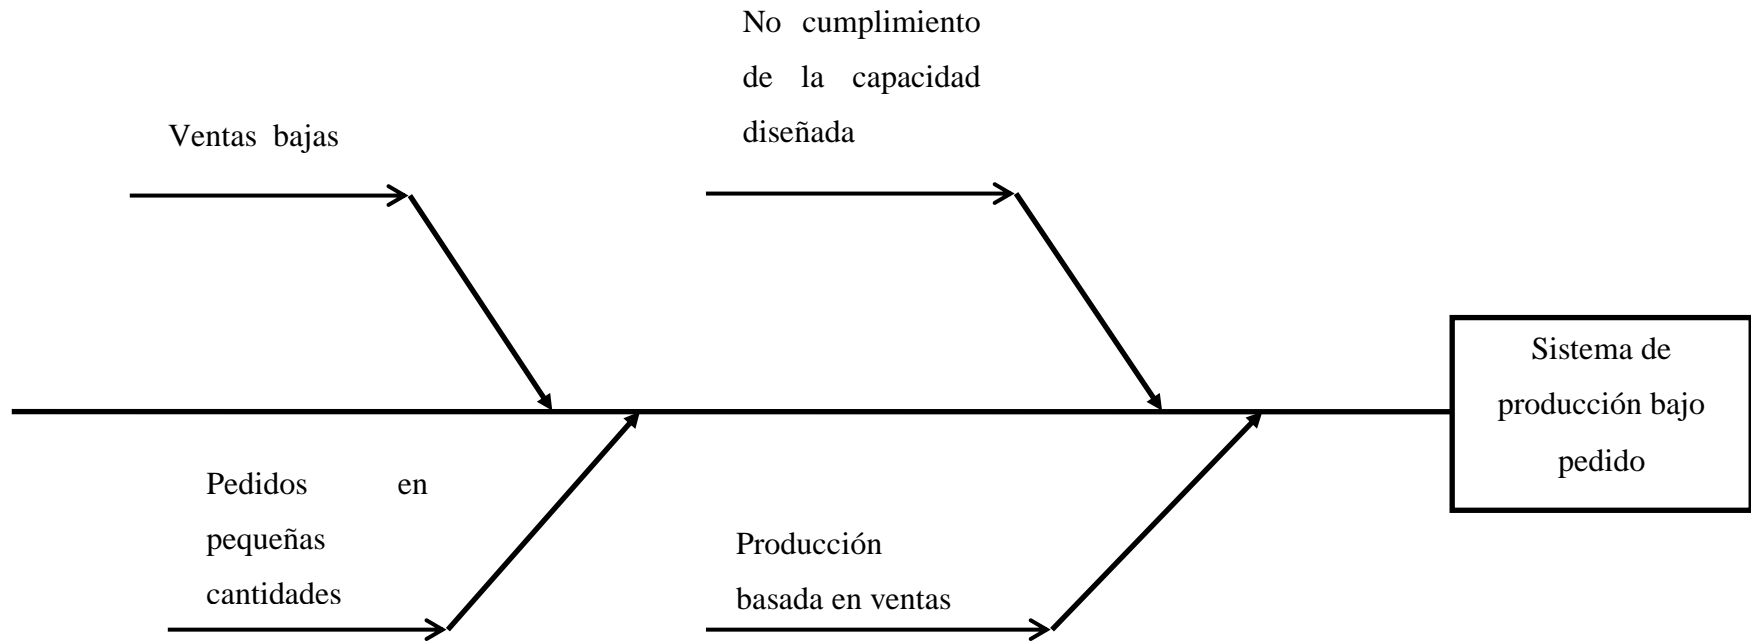 No cumplimiento
de la capacidad
diseñada
Ventas bajas
Sistema de
producción bajo
pedido
Pedidos en
pequeñas
cantidades
Producción
basada en ventas